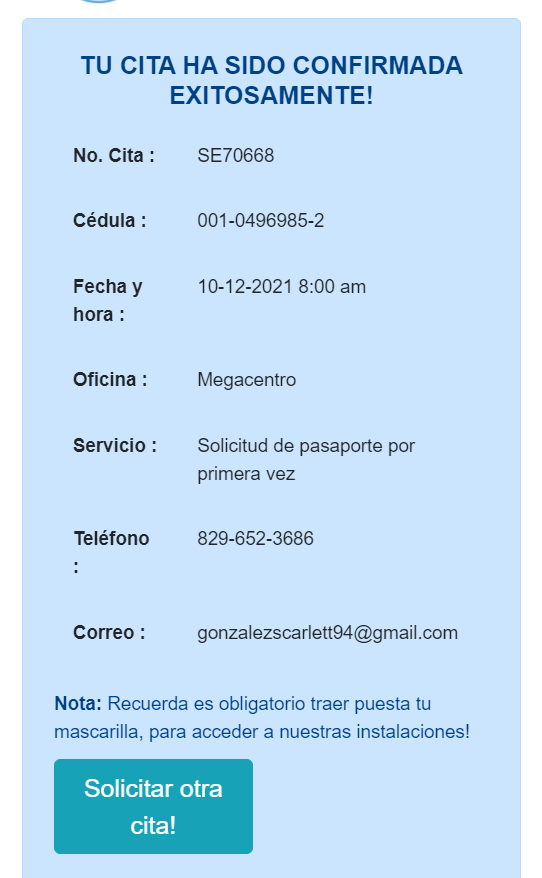 TU CITA HA SIDO CONFIRMADA
EXITOSAMENTE!
No. Cita : SE70668
Cédula : 001-0496985-2
Fecha y hora : 10-12-2021 8:00 am
Oficina : Megacentro
Servicio : Solicitud de pasaporte por
primera vez
Teléfono : 829-652-3686
Correo : gonzalezscarlett94@gmail.com
Nota: Recuerda es obligatorio traer puesta tu
mascarilla, para acceder a nuestras instalaciones!
Solicitar otra
cita!